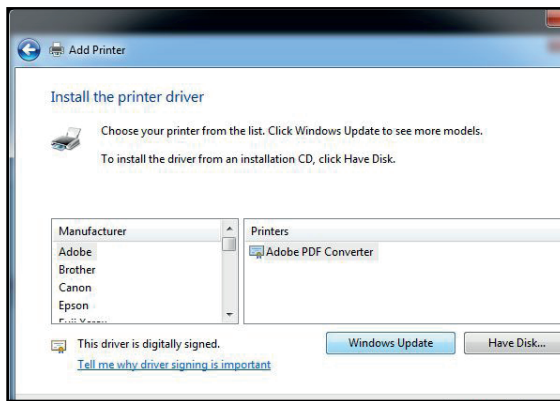 Add Printer
Install the printer driver
Choose your printer from the list. Click Windows Update to see more models.
To install the driver from an installation CD, click Have Disk.
Manufacturer
Adobe
Brother
Canon
Epson
Fuji Xerox
Printers
Adobe PDF Converter
This driver is digitally signed.
Tell me why driver signing is important
Windows Update
Have Disk...